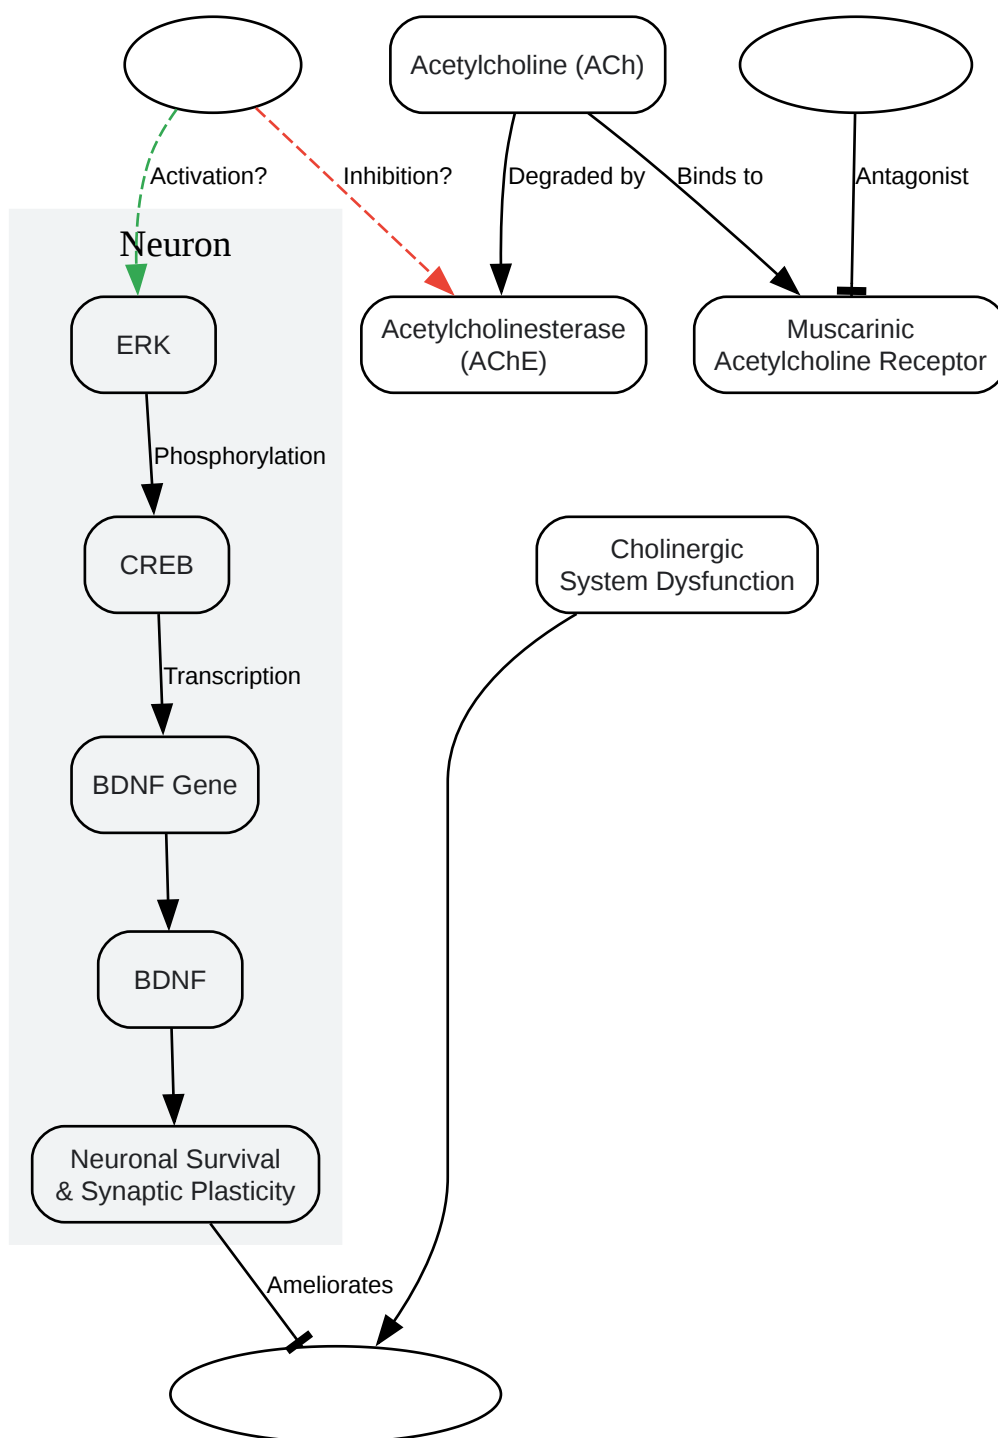 Acetylcholine (ACh)
Activation?
Inhibition?
Degraded by
Binds to
Antagonist
Neuron
ERK
Acetylcholinesterase
(AChE)
Muscarinic
Acetylcholine Receptor
Phosphorylation
CREB
Cholinergic
System Dysfunction
Transcription
BDNF Gene
BDNF
Neuronal Survival
& Synaptic Plasticity
Ameliorates